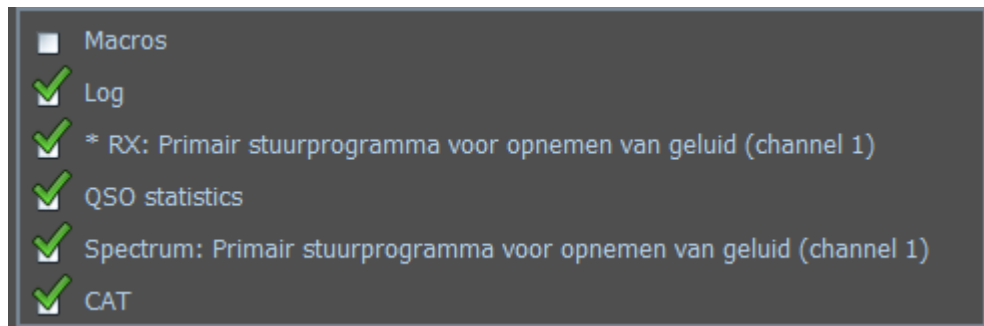 Macros
Log
* RX: Primair stuurprogramma voor opnemen van geluid (channel 1)
QSO statistics
Spectrum: Primair stuurprogramma voor opnemen van geluid (channel 1)
CAT